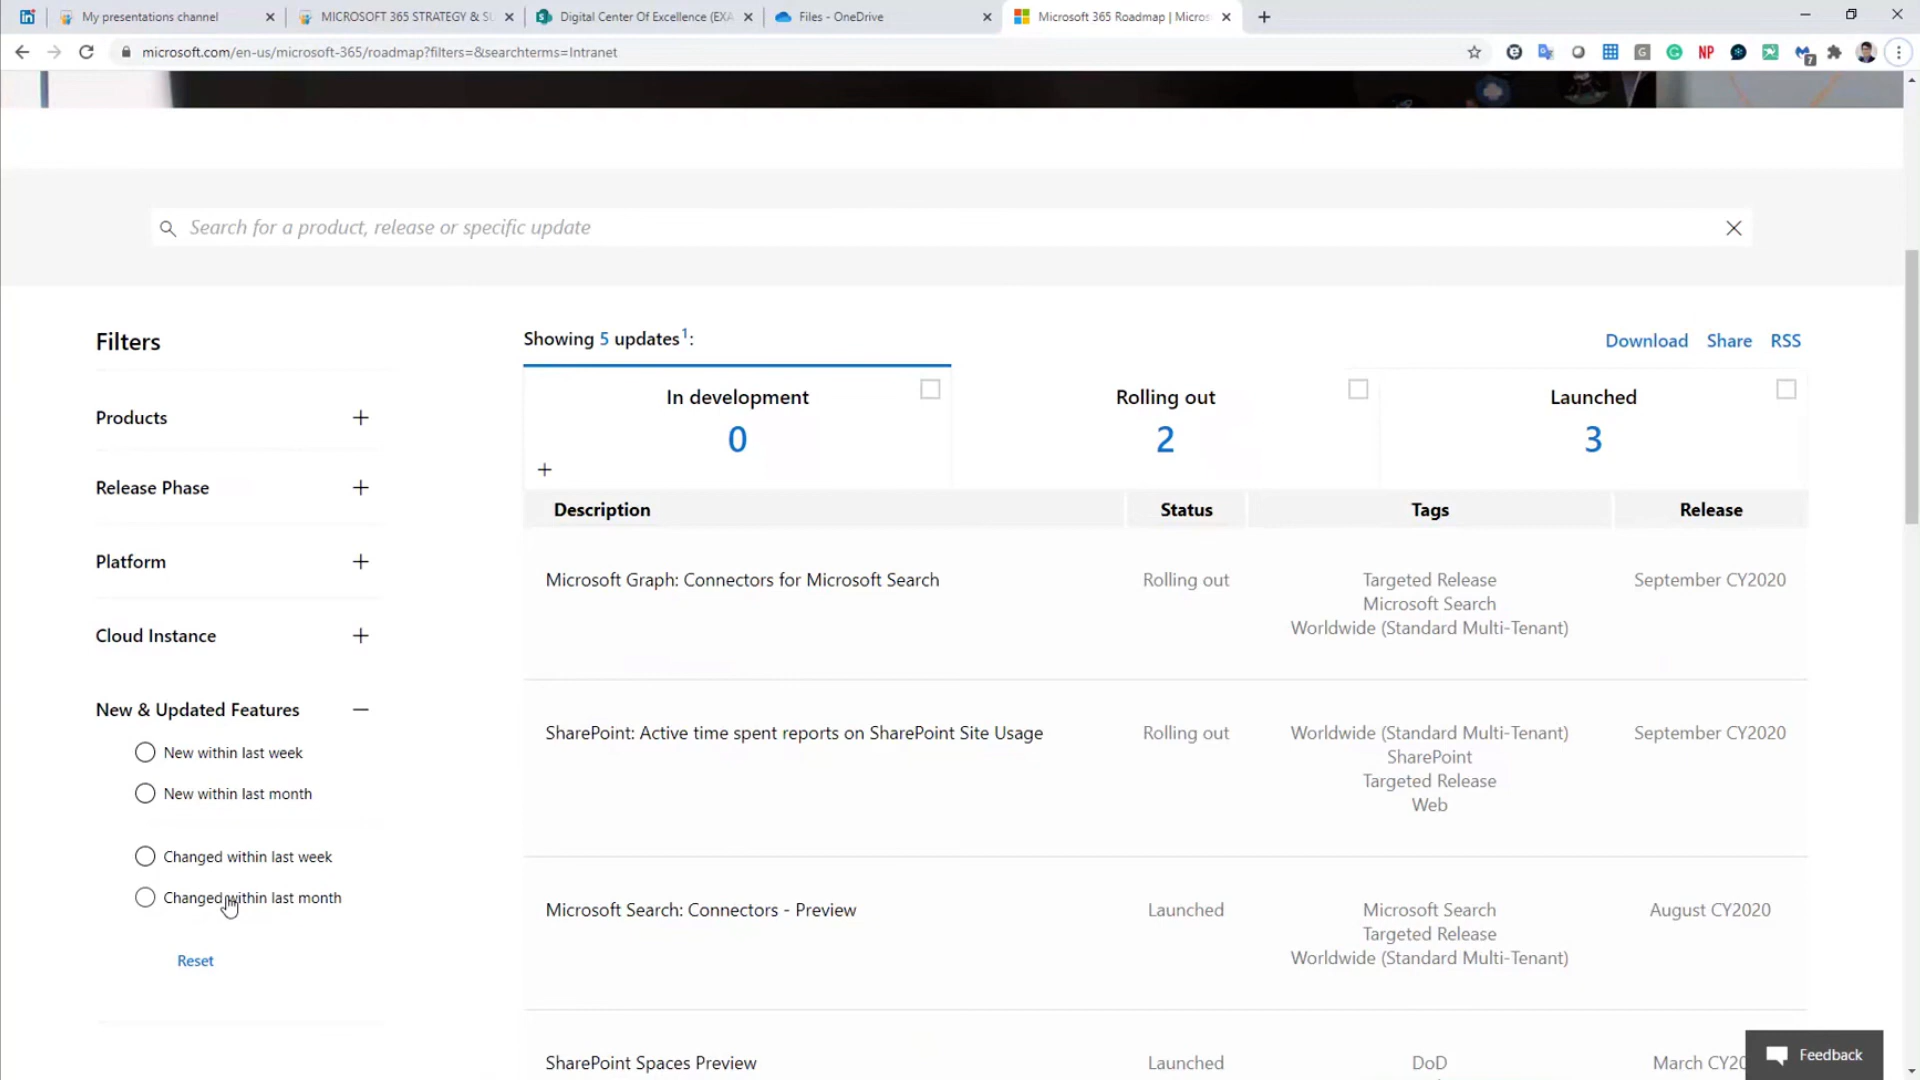 My presentations channel
MICROSOFT 365 STRATEGY & SU
Digital Center Of Excellence (EXA
Files - OneDrive
Microsoft 365 Roadmap | Micros
microsoft.com/en-us/microsoft-365/roadmap?filters=&searchterms=Intranet
NP
7
Search for a product, release or specific update
Filters
Showing 5 updates1:
Download Share RSS
Products
Release Phase
Platform
Cloud Instance
New & Updated Features
New within last week
New within last month
Changed within last week
Changed within last month
Reset
In development
0
Rolling out
2
Launched
3
Description Status Tags Release
Microsoft Graph: Connectors for Microsoft Search Rolling out Targeted Release September CY2020
Microsoft Search
Worldwide (Standard Multi-Tenant)
SharePoint: Active time spent reports on SharePoint Site Usage Rolling out Worldwide (Standard Multi-Tenant) September CY2020
SharePoint
Targeted Release
Web
Microsoft Search: Connectors - Preview Launched Microsoft Search August CY2020
Targeted Release
Worldwide (Standard Multi-Tenant)
SharePoint Spaces Preview Launched DoD March CY20
Feedback